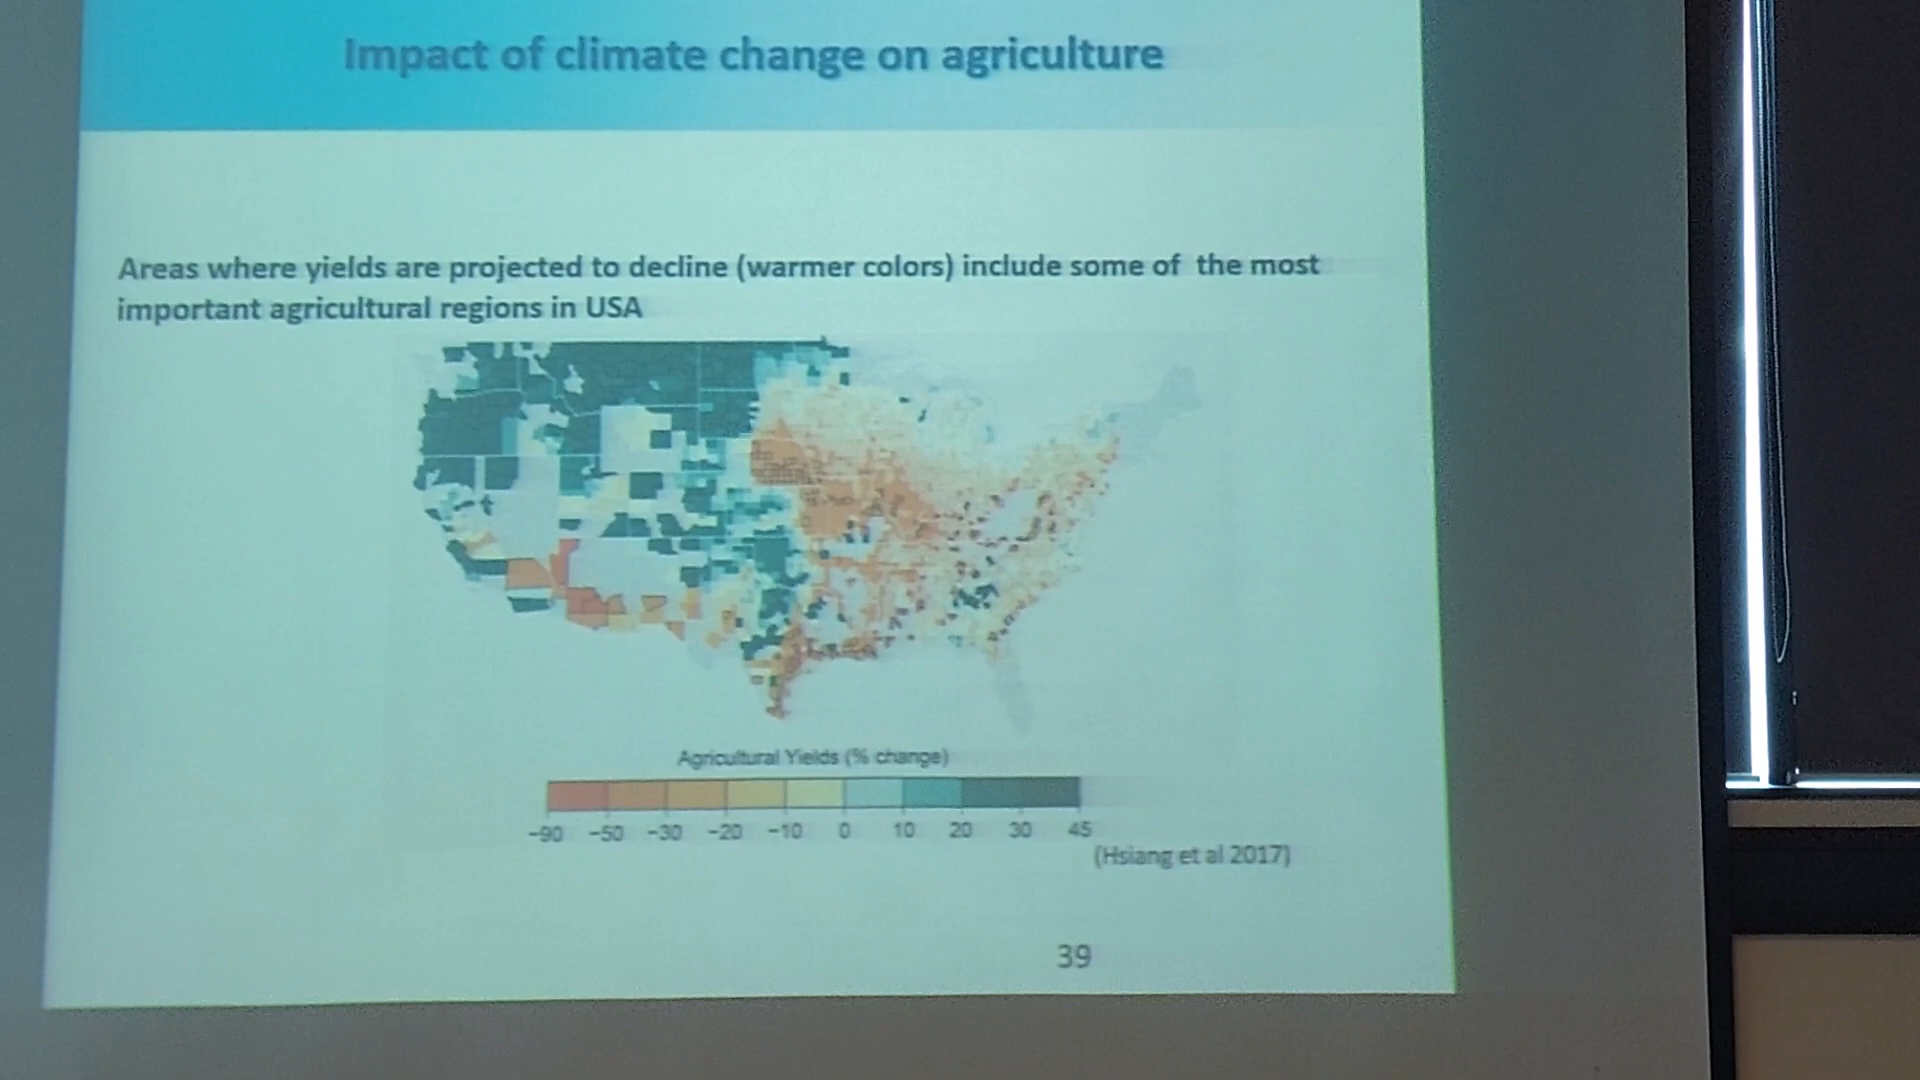 Impact of climate change on agriculture
Areas where yields are projected to decline (warmer colors) include some of the most
important agricultural regions in USA
Agricultural Yields (% change)
−90 −50 −30 −20 −10 0 10 20 30 45
(Hsiang et al 2017)
39